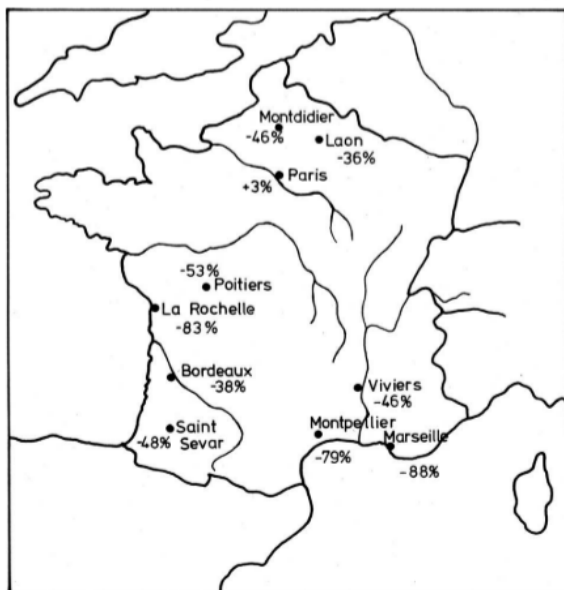 Montdidier
-46%
Laon
-36%
Paris
+3%
-53%
Poitiers
La Rochelle
-83%
Bordeaux
-38%
Viviers
-46%
Saint
-48% Sevar
Montpellier
-79%
Marseille
-88%